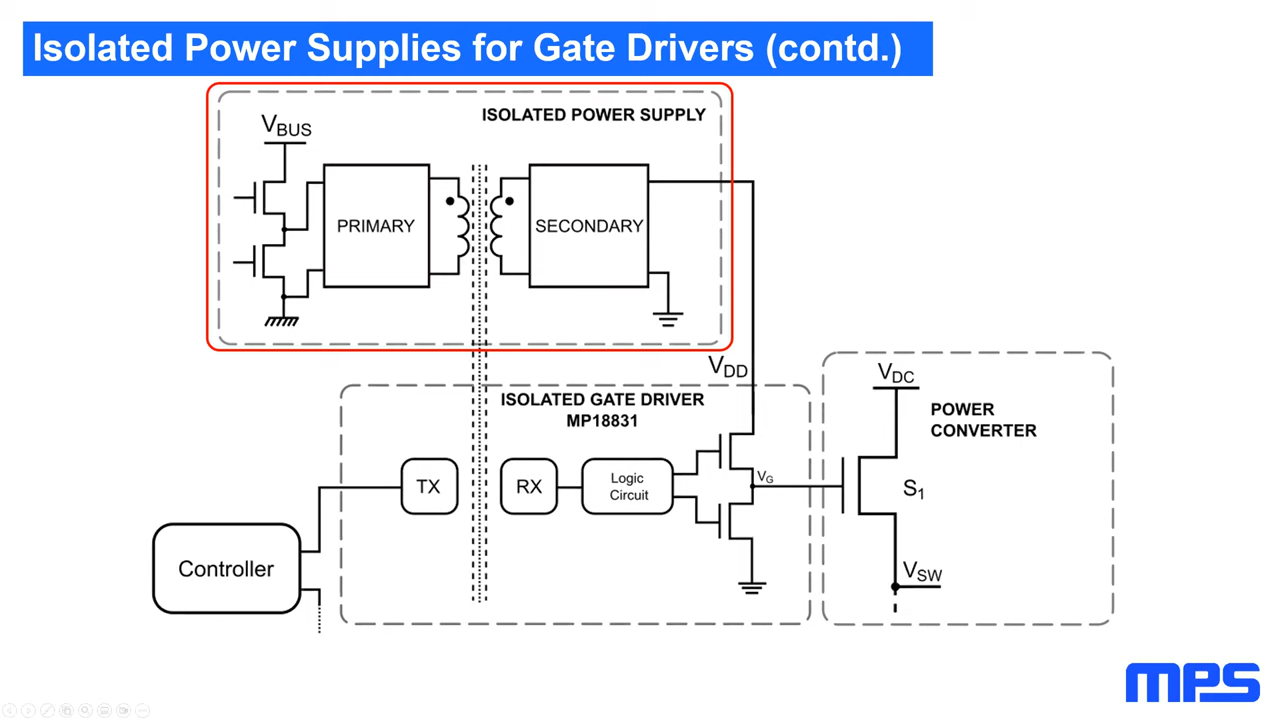 Isolated Power Supplies for Gate Drivers (contd.)
ISOLATED POWER SUPPLY
VBUS
PRIMARY
SECONDARY
VDD
ISOLATED GATE DRIVER
MP18831
VDC
POWER
CONVERTER
TX
RX
Logic
Circuit
VG
S1
Controller
VSW
mPS